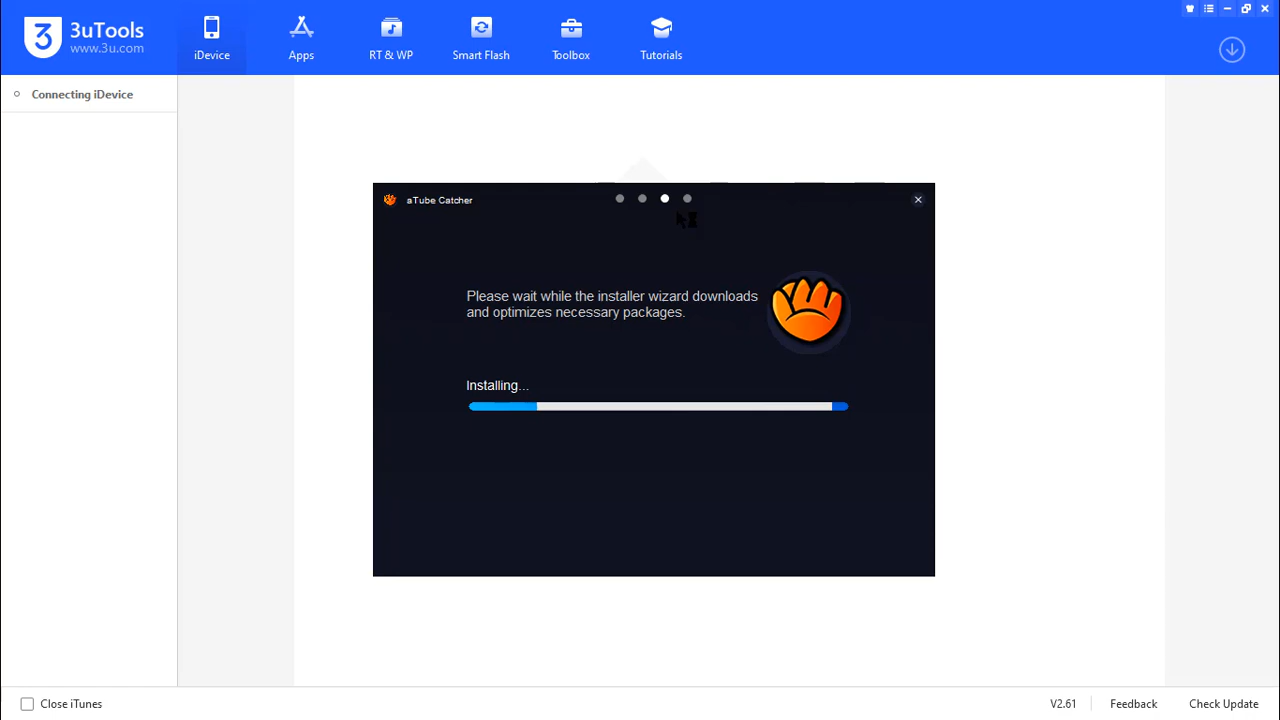 3 3uTools
www.3u.com
iDevice
Apps
RT & WP
Smart Flash
Toolbox
Tutorials
Connecting iDevice
aTube Catcher
Please wait while the installer wizard downloads
and optimizes necessary packages.
Installing...
Close iTunes
V2.61
Feedback
Check Update